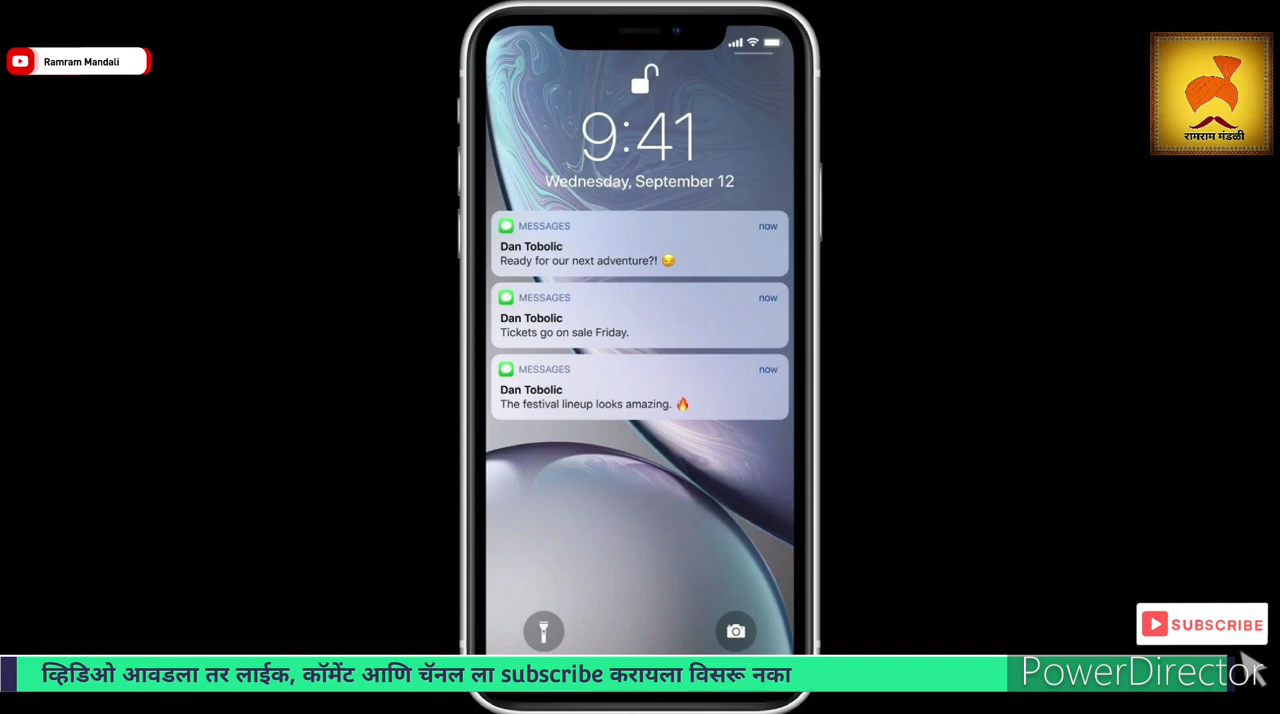 Ramram Mandali
रामराम मंडळी
9:41
Wednesday, September 12
MESSAGES now
Dan Tobolic
Ready for our next adventure?! 😏
MESSAGES now
Dan Tobolic
Tickets go on sale Friday.
MESSAGES now
Dan Tobolic
The festival lineup looks amazing. 🔥
SUBSCRIBE
व्हिडिओ आवडला तर लाईक, कॉमेंट आणि चॅनल ला subscribe करायला विसरू नका
PowerDirector